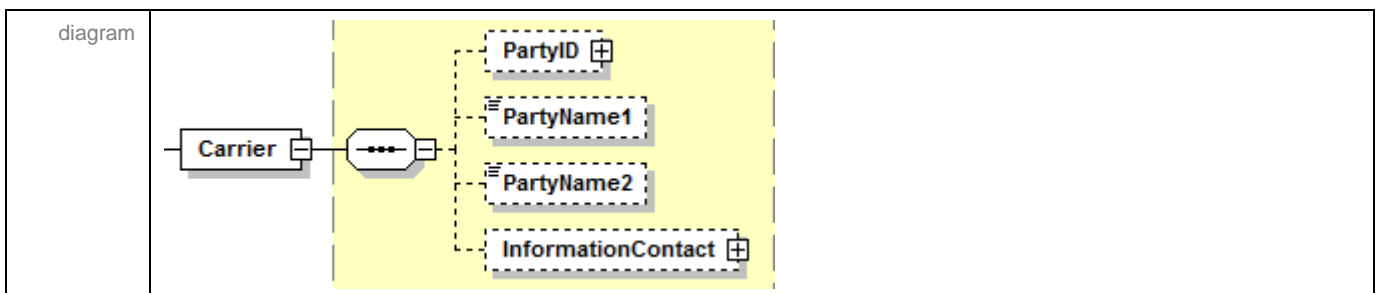 diagram
PartyID
PartyName1
Carrier
PartyName2
InformationContact